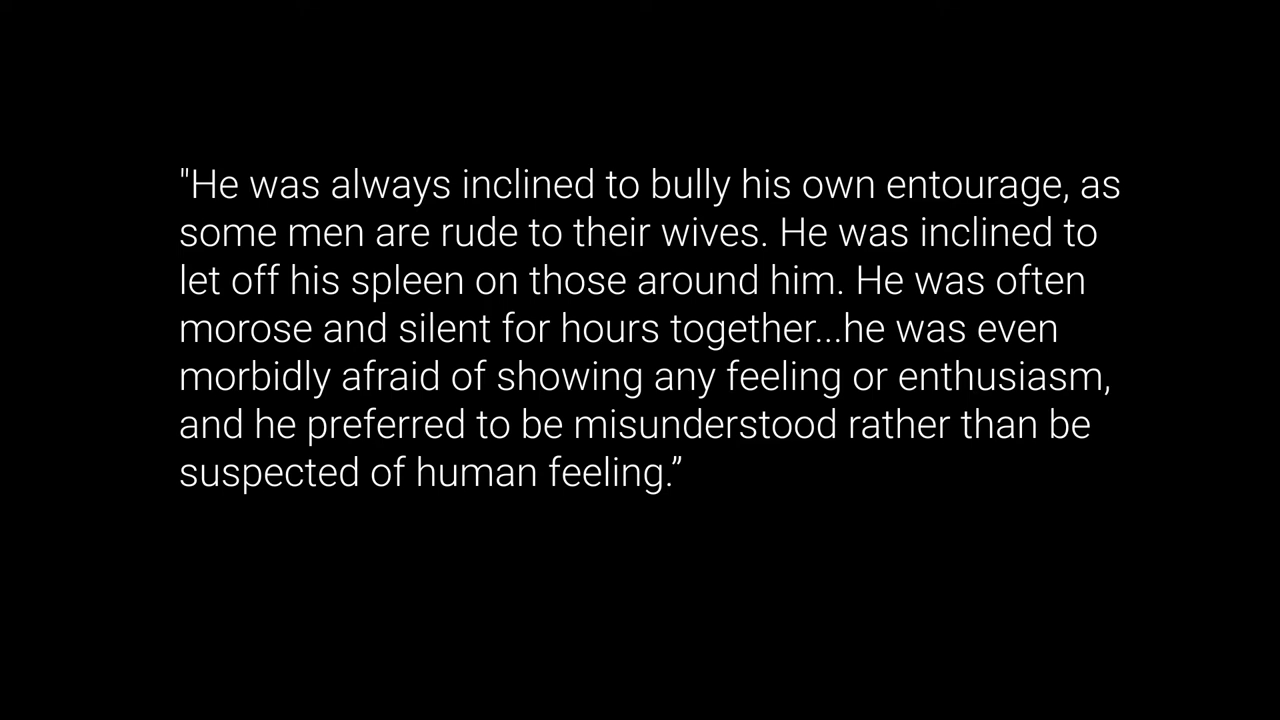 "He was always inclined to bully his own entourage, as
some men are rude to their wives. He was inclined to
let off his spleen on those around him. He was often
morose and silent for hours together...he was even
morbidly afraid of showing any feeling or enthusiasm,
and he preferred to be misunderstood rather than be
suspected of human feeling.”